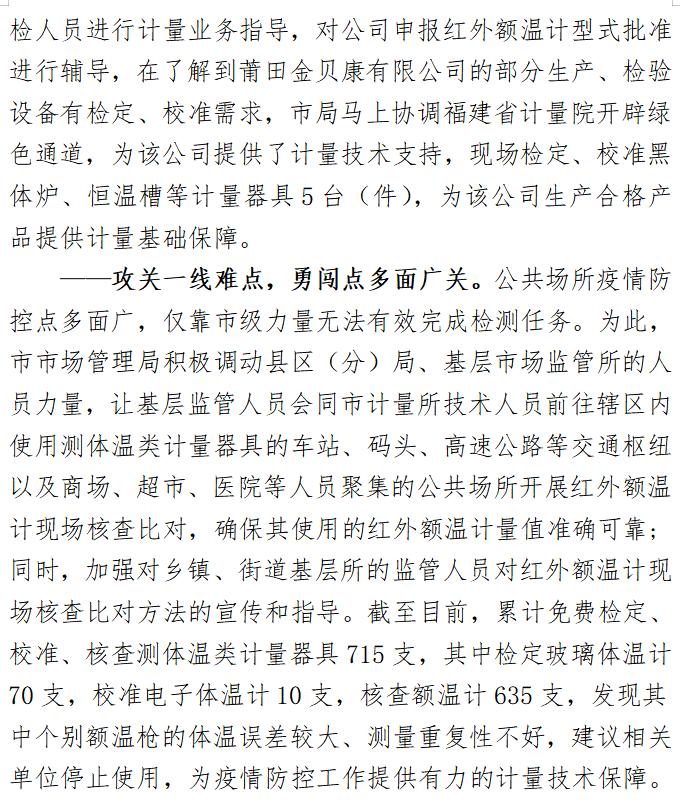 检人员进行计量业务指导，对公司申报红外额温计型式批准
进行辅导，在了解到莆田金贝康有限公司的部分生产、检验
设备有检定、校准需求，市局马上协调福建省计量院开辟绿
色通道，为该公司提供了计量技术支持，现场检定、校准黑
体炉、恒温槽等计量器具5台（件），为该公司生产合格产
品提供计量基础保障。
——攻关一线难点，勇闯点多面广关。公共场所疫情防
控点多面广，仅靠市级力量无法有效完成检测任务。为此，
市市场管理局积极调动县区（分）局、基层市场监管所的人
员力量，让基层监管人员会同市计量所技术人员前往辖区内
使用测体温类计量器具的车站、码头、高速公路等交通枢纽
以及商场、超市、医院等人员聚集的公共场所开展红外额温
计现场核查比对，确保其使用的红外额温计量值准确可靠；
同时，加强对乡镇、街道基层所的监管人员对红外额温计现
场核查比对方法的宣传和指导。截至目前，累计免费检定、
校准、核查测体温类计量器具715支，其中检定玻璃体温计
70支，校准电子体温计10支，核查额温计635支，发现其
中个别额温枪的体温误差较大、测量重复性不好，建议相关
单位停止使用，为疫情防控工作提供有力的计量技术保障。